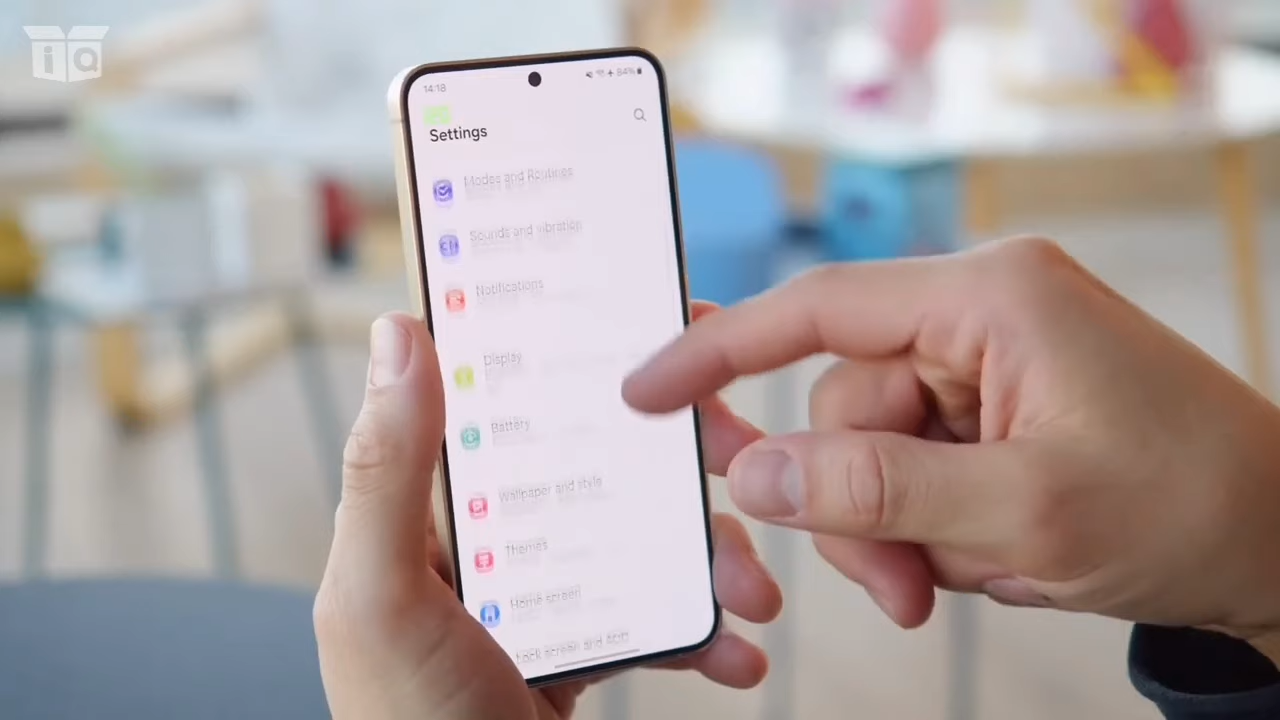 iQ
14:18
84%
Settings
Modes and Routines
Sounds and vibration
Notifications
Display
Battery
Wallpaper and style
Themes
Home screen
Lock screen and AOD